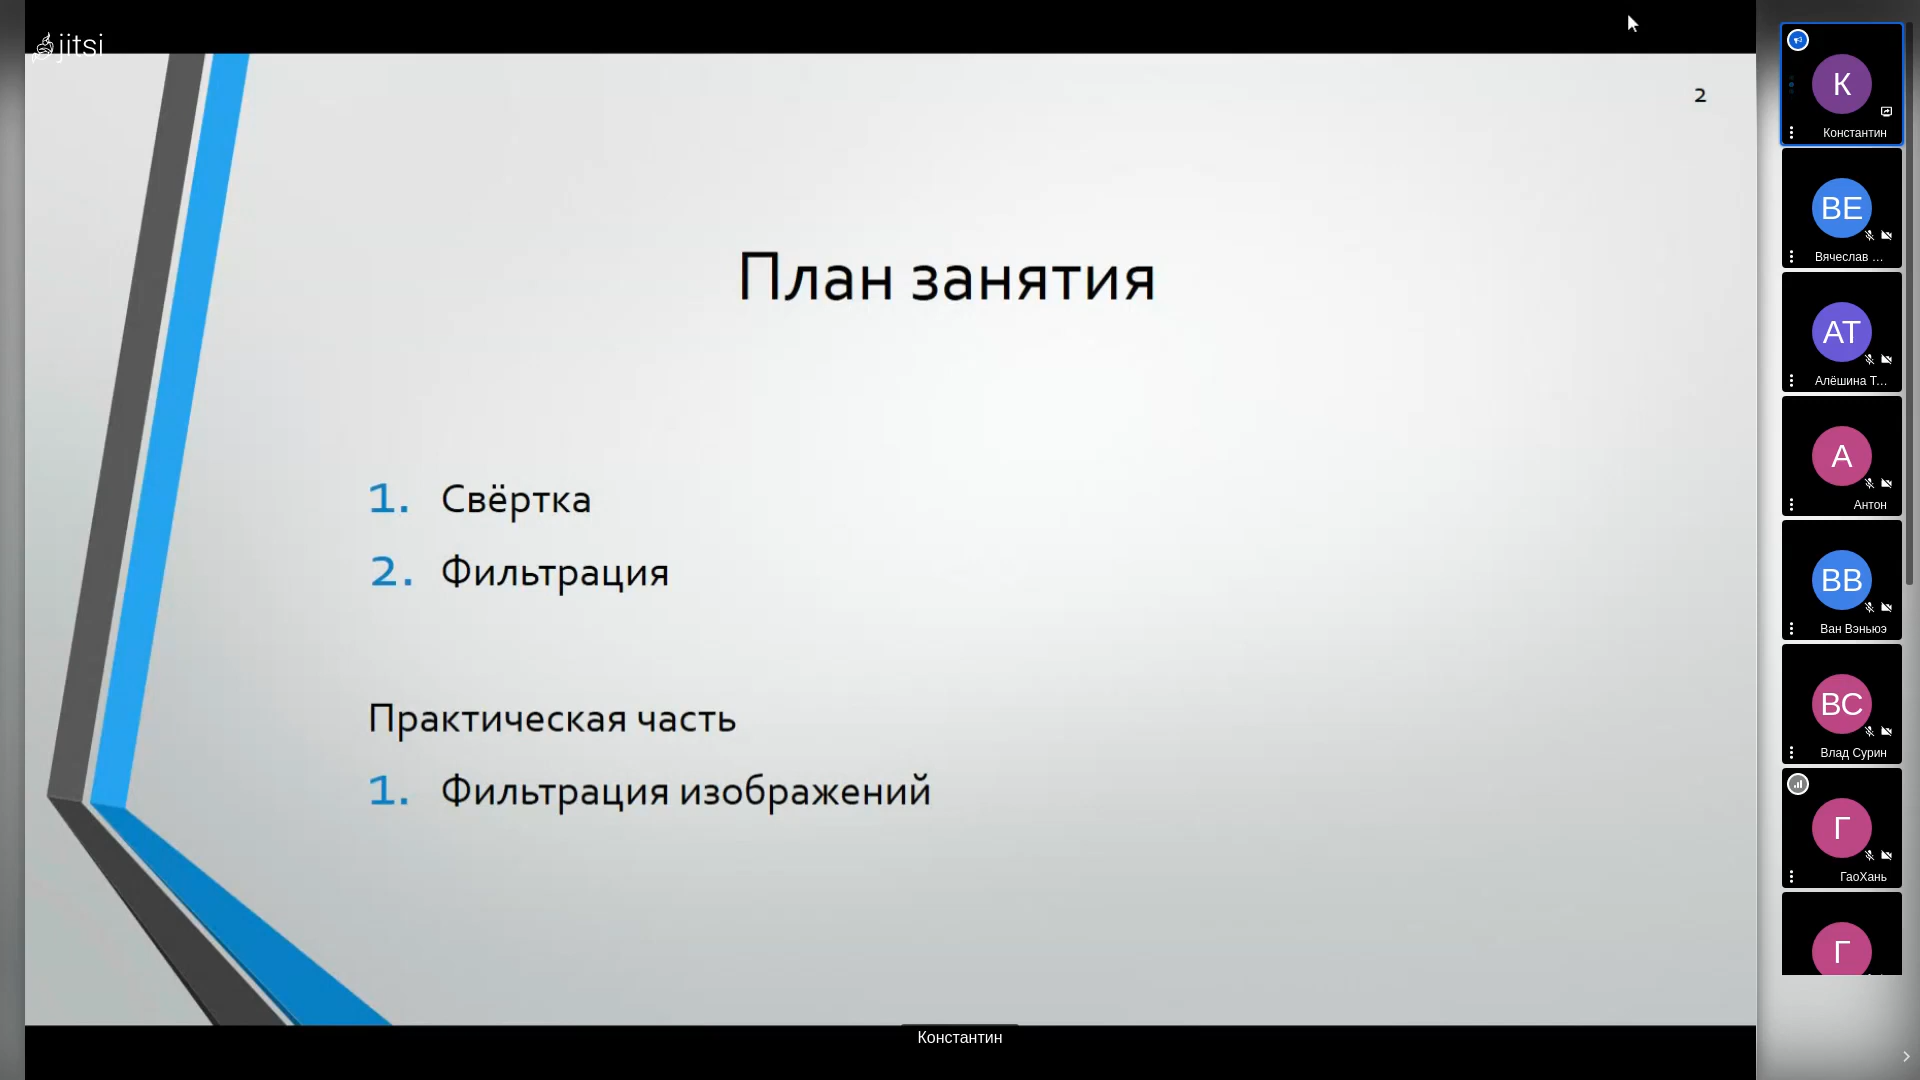 jitsi
2
План занятия
1. Свёртка
2. Фильтрация
Практическая часть
1. Фильтрация изображений
Константин
К
Константин
ВЕ
Вячеслав ...
АТ
Алёшина Т...
А
Антон
ВВ
Ван Вэньюэ
ВС
Влад Сурин
Г
ГаоХань
Г